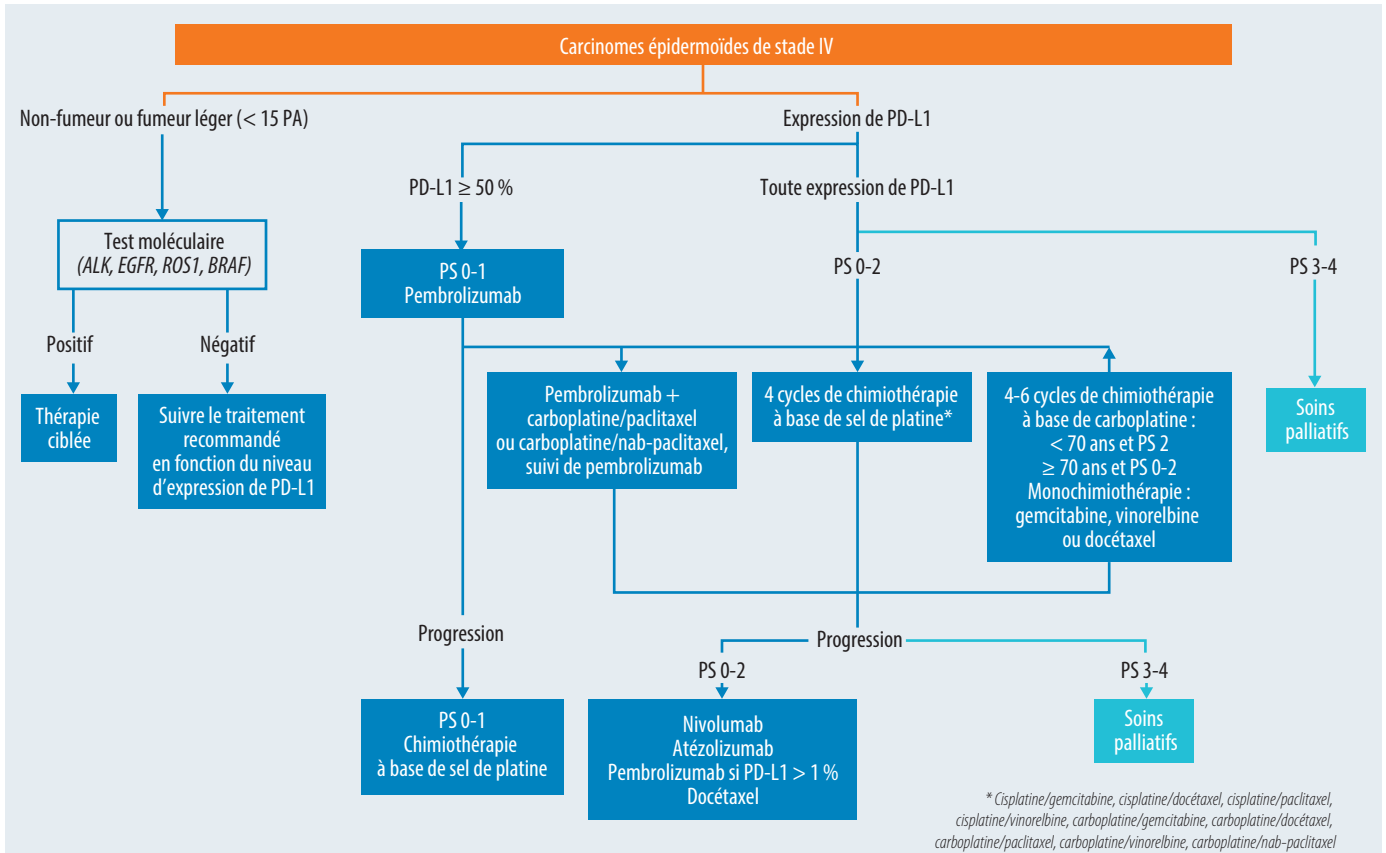 Carcinomes épidermoïdes de stade IV
Non-fumeur ou fumeur léger (< 15 PA)
Expression de PD-L1
PD-L1 ≥ 50 %
Toute expression de PD-L1
Test moléculaire
(ALK, EGFR, ROS1, BRAF)
PS 0-1
Pembrolizumab
PS 0-2
PS 3-4
Positif
Négatif
Thérapie
ciblée
Suivre le traitement
recommandé
en fonction du niveau
d’expression de PD-L1
Pembrolizumab +
carboplatine/paclitaxel
ou carboplatine/nab-paclitaxel,
suivi de pembrolizumab
4 cycles de chimiothérapie
à base de sel de platine*
4-6 cycles de chimiothérapie
à base de carboplatine :
< 70 ans et PS 2
≥ 70 ans et PS 0-2
Monochimiothérapie :
gemcitabine, vinorelbine
ou docétaxel
Soins
palliatifs
Progression
Progression
PS 0-2
PS 3-4
PS 0-1
Chimiothérapie
à base de sel de platine
Nivolumab
Atézolizumab
Pembrolizumab si PD-L1 > 1 %
Docétaxel
Soins
palliatifs
* Cisplatine/gemcitabine, cisplatine/docétaxel, cisplatine/paclitaxel,
cisplatine/vinorelbine, carboplatine/gemcitabine, carboplatine/docétaxel,
carboplatine/paclitaxel, carboplatine/vinorelbine, carboplatine/nab-paclitaxel